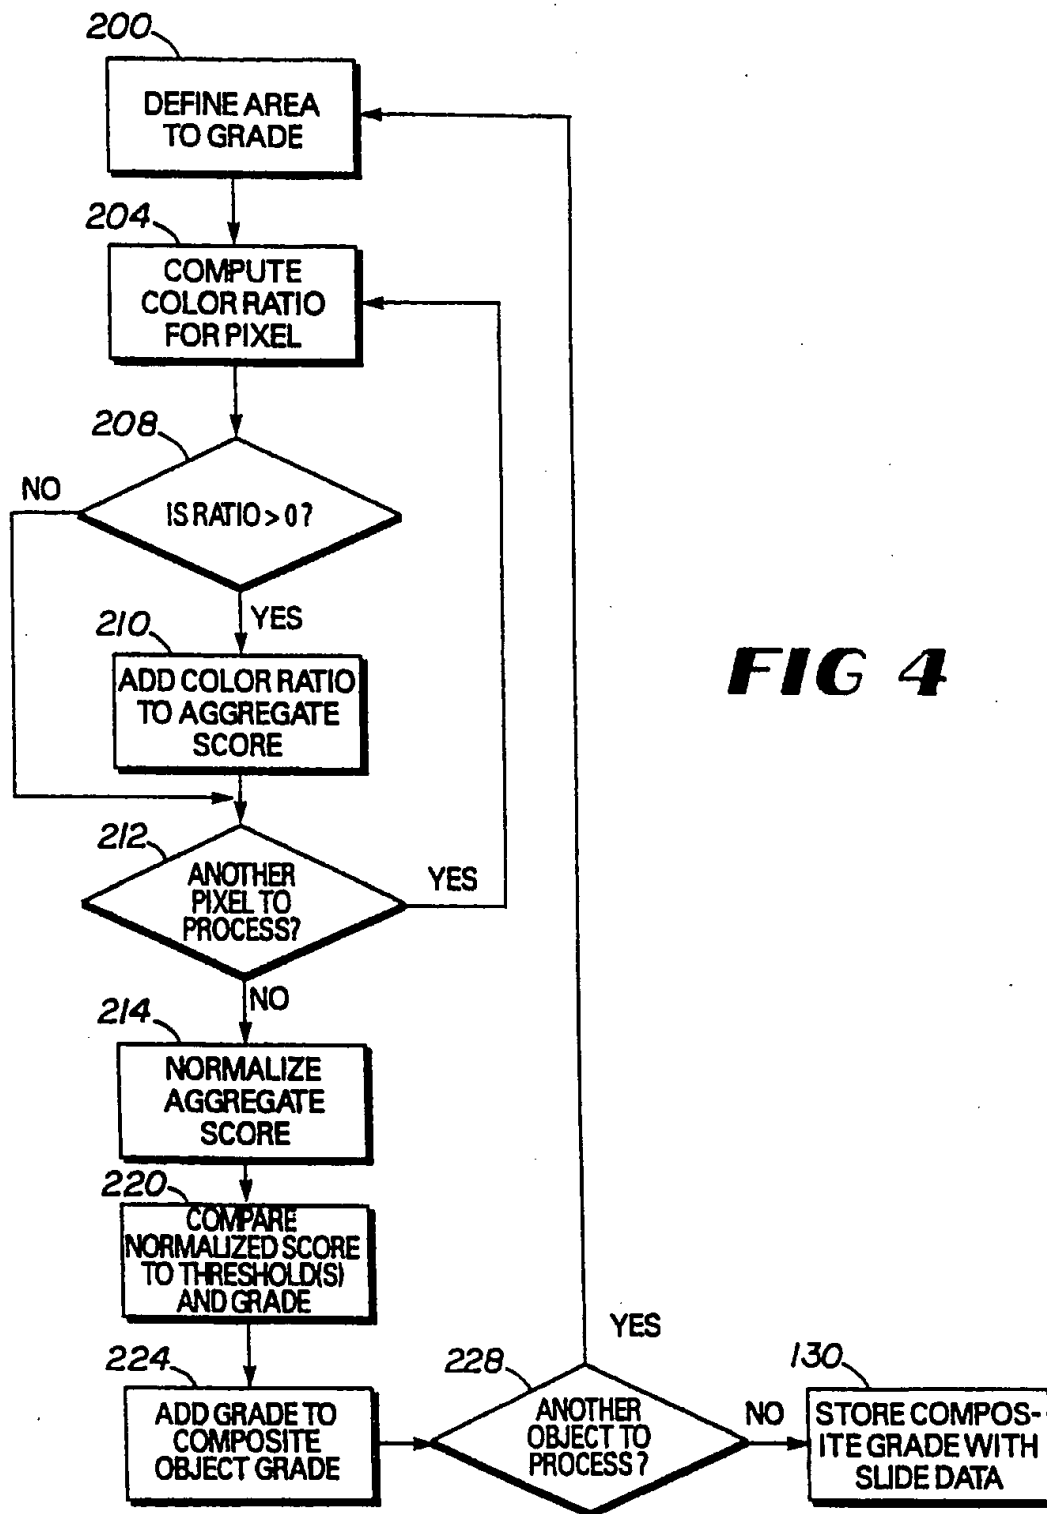 200
DEFINE AREA
TO GRADE
204
COMPUTE
COLOR RATIO
FOR PIXEL
208
NO
IS RATIO > 0?
YES
210
ADD COLOR RATIO
TO AGGREGATE
SCORE
FIG 4
212
ANOTHER
PIXEL TO
PROCESS?
YES
NO
214
NORMALIZE
AGGREGATE
SCORE
220
COMPARE
NORMALIZED SCORE
TO THRESHOLD(S)
AND GRADE
224
ADD GRADE TO
COMPOSITE
OBJECT GRADE
228
YES
ANOTHER
OBJECT TO
PROCESS?
NO
130
STORE COMPOS-
ITE GRADE WITH
SLIDE DATA